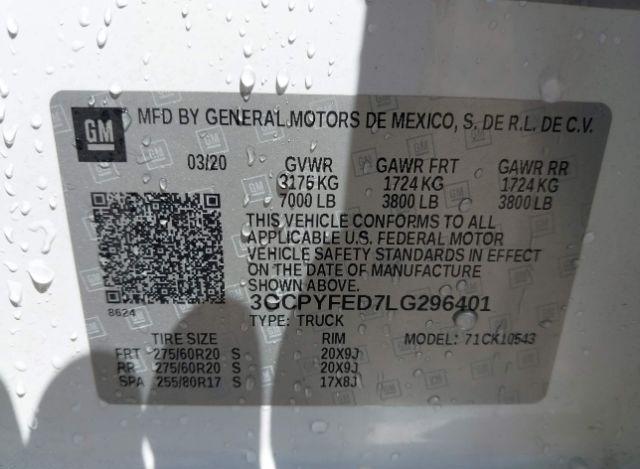 GM MFD BY GENERAL MOTORS DE MEXICO, S. DE R.L. DE C.V.
03/20 GVWR GAWR FRT GAWR RR
3176 KG 1724 KG 1724 KG
7000 LB 3800 LB 3800 LB
THIS VEHICLE CONFORMS TO ALL
APPLICABLE U.S. FEDERAL MOTOR
VEHICLE SAFETY STANDARDS IN EFFECT
ON THE DATE OF MANUFACTURE
SHOWN ABOVE.
3GCPYFED7LG296401
8624
TYPE: TRUCK
TIRE SIZE RIM MODEL: 71CK10543
FRT 275/60R20 S 20X9J
RR 275/60R20 S 20X9J
SPA 255/80R17 S 17X8J